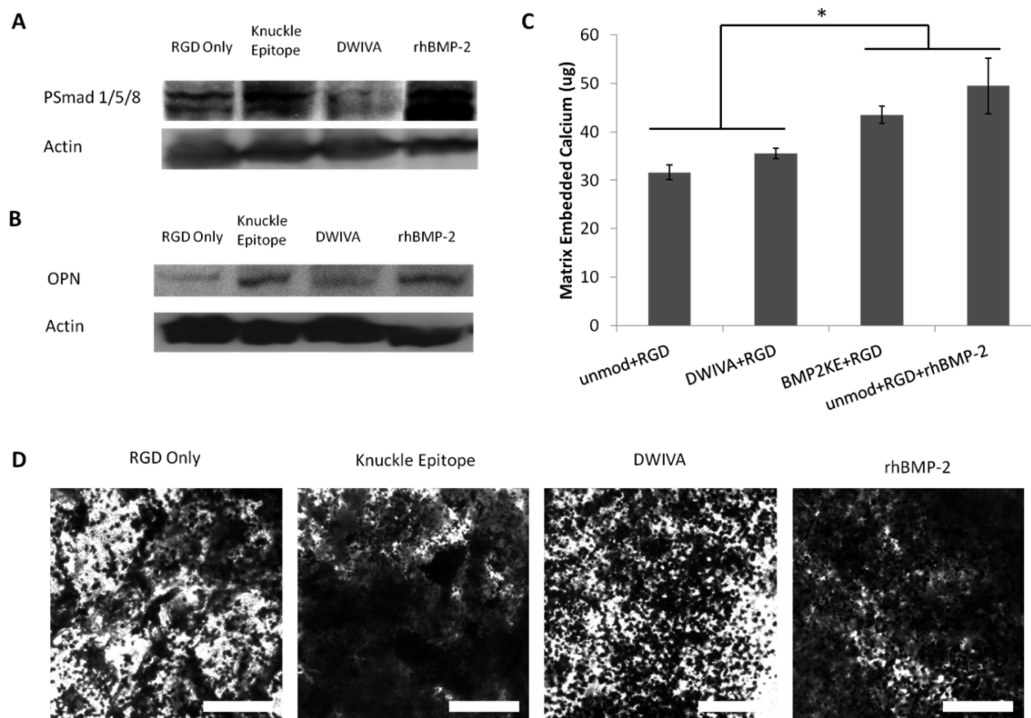 A
RGD Only
Knuckle
Epitope
DWIVA
rhBMP-2
PSmad 1/5/8
Actin
B
RGD Only
Knuckle
Epitope
DWIVA
rhBMP-2
OPN
Actin
C
*
Matrix Embedded Calcium (ug)
60
50
40
30
20
10
0
unmod+RGD
DWIVA+RGD
BMP2KE+RGD
unmod+RGD+rhBMP-2
D
RGD Only
Knuckle Epitope
DWIVA
rhBMP-2